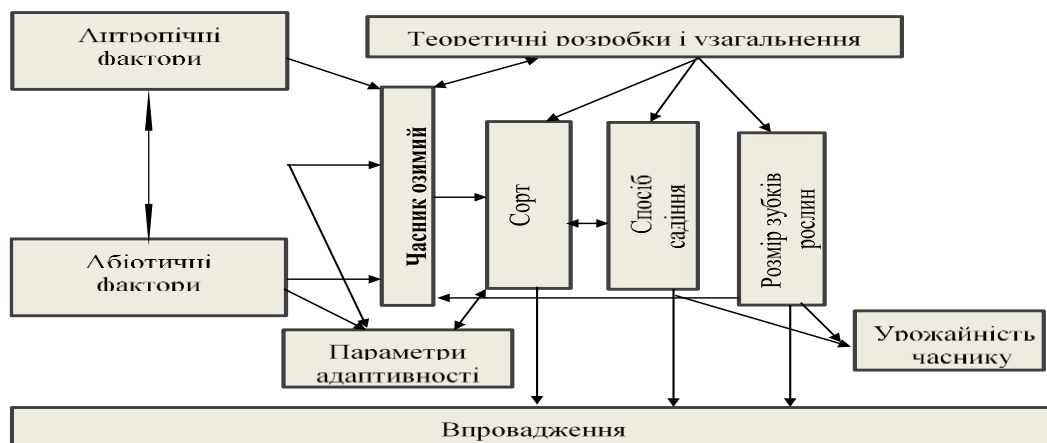 Антропічні
фактори
Теоретичні розробки і узагальнення
Часник озимий
Сорт
Спосіб
садіння
Розмір зубків
рослин
Абіотичні
фактори
Параметри
адаптивності
Урожайність
часнику
Впровадження